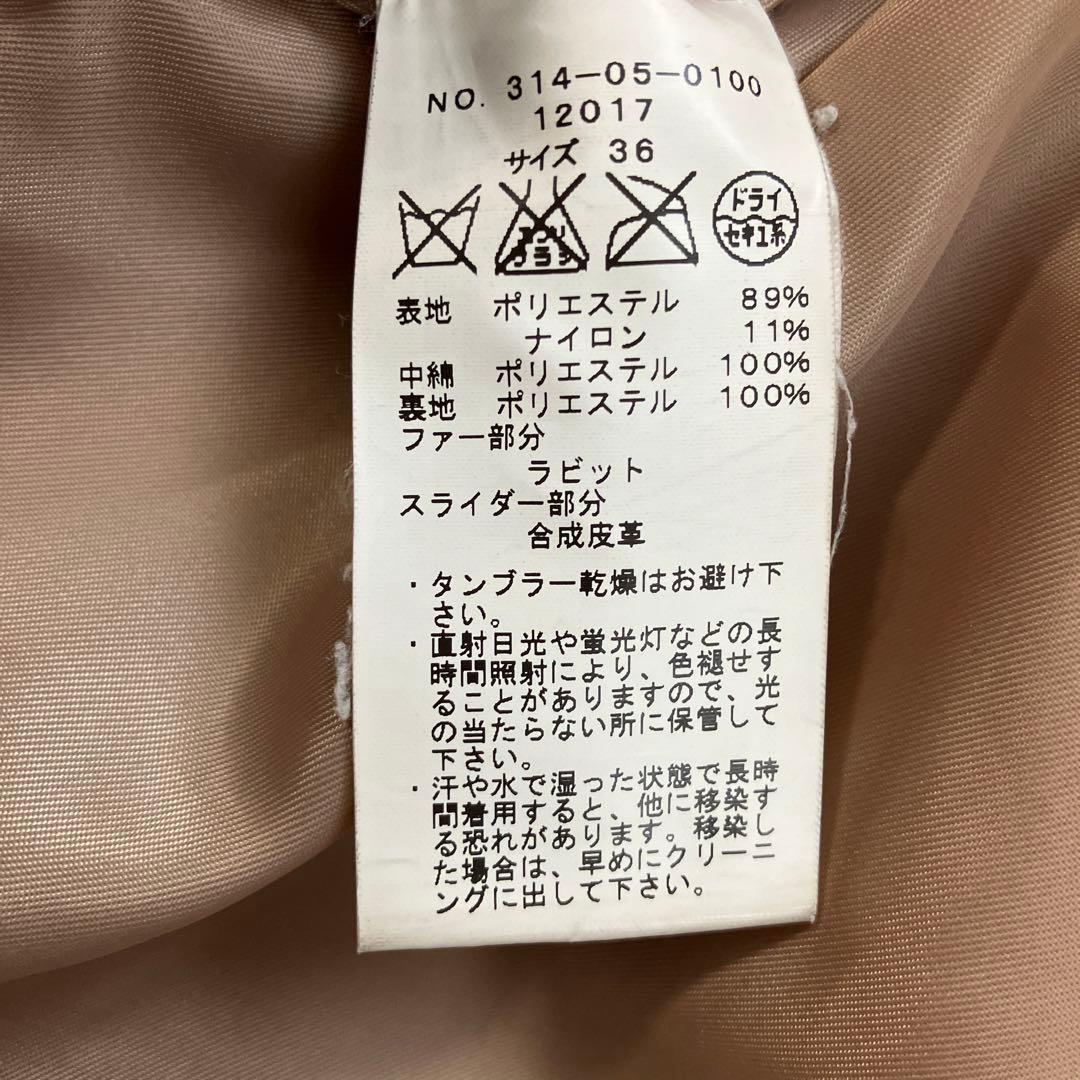 NO. 314-05-0100
12017
サイズ 36
エンソ
サラシ
ドライ
セキユ系
表地 ポリエステル 89%
ナイロン 11%
中綿 ポリエステル 100%
裏地 ポリエステル 100%
ファー部分
ラビット
スライダー部分
合成皮革
・タンブラー乾燥はお避け下
さい。
・直射日光や蛍光灯などの長
時間照射により、色褪せす
ることがありますので、光
の当たらない所に保管して
下さい。
・汗や水で湿った状態で長時
間着用すると、他に移染す
る恐れがあります。移染し
た場合は、早めにクリーニ
ングに出して下さい。